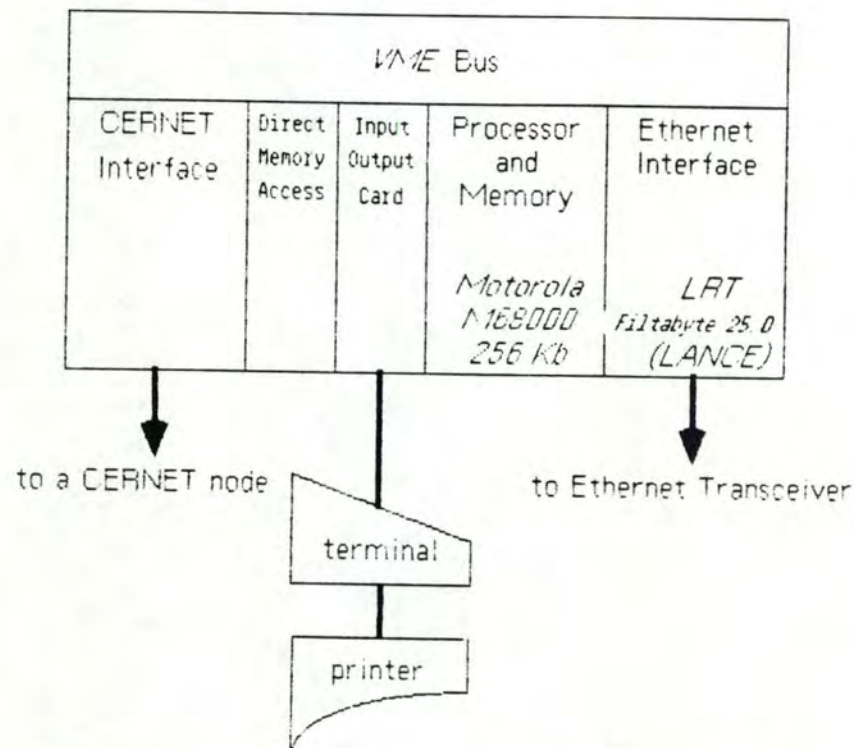 VME Bus
CERNET
Interface
Direct
Memory
Access
Input
Output
Card
Processor
and
Memory
Motorola
M68000
256 Kb
Ethernet
Interface
LRT
Filtabyte 25.0
(LANCE)
to a CERNET node
to Ethernet Transceiver
terminal
printer